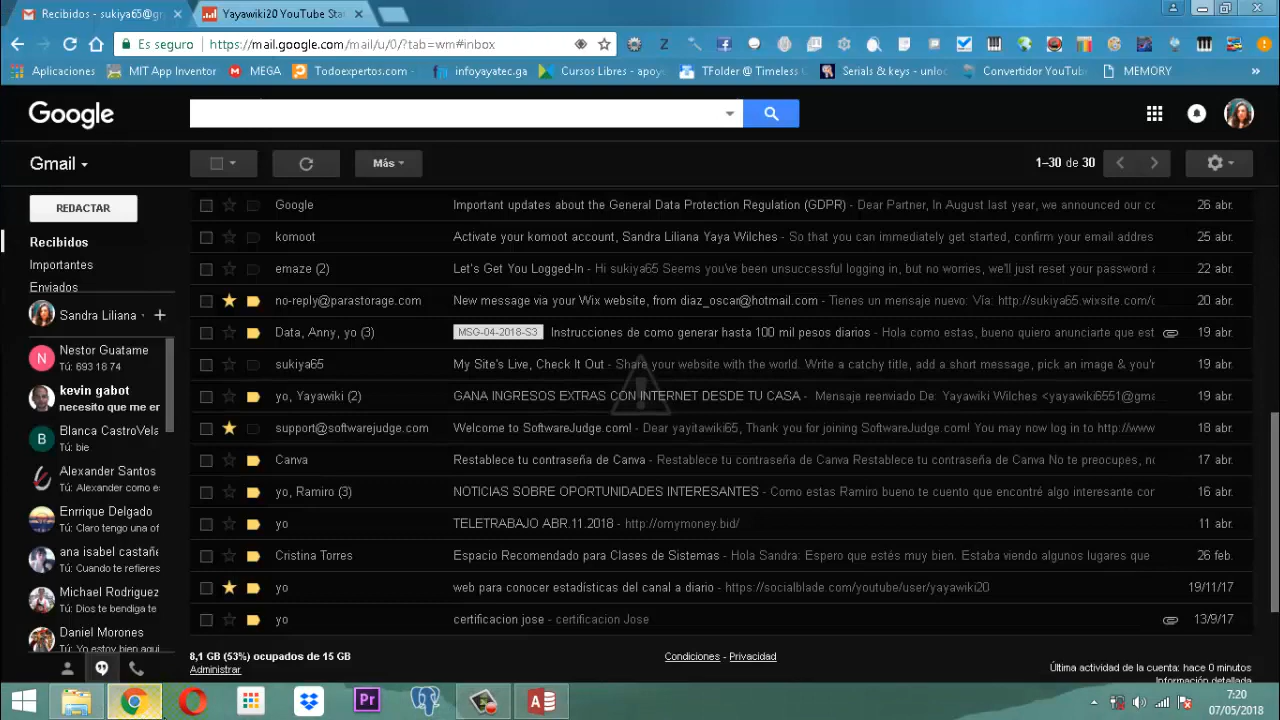 Recibidos - sukiya65@gm
Yayawiki20 YouTube Stat
Es seguro
https://mail.google.com/mail/u/0/?tab=wm#inbox
Aplicaciones
MIT App Inventor
MEGA
Todoexpertos.com -
infoyayatec.ga
Cursos Libres - apoye
TFolder @ Timeless
Serials & keys - unloc
Convertidor YouTub
MEMORY
»
Google
Gmail
Más
1–30 de 30
REDACTAR
Recibidos
Importantes
Enviados
Sandra Liliana
Nestor Guatame
Tú: 693 18 74
kevin gabot
necesito que me er
Blanca CastroVela
Tú: bie
Alexander Santos
Tú: Alexander como e
Enrrique Delgado
Tú: Claro tengo una of
ana isabel castañe
Tú: Cuando te refieres
Michael Rodriguez
Tú: Dios te bendiga te
Daniel Morones
Tú: Yo estoy bien aqui
Google Important updates about the General Data Protection Regulation (GDPR) - Dear Partner, In August last year, we announced our cc 26 abr.
komoot Activate your komoot account, Sandra Liliana Yaya Wilches - So that you can immediately get started, confirm your email addres 25 abr.
emaze (2) Let's Get You Logged-In - Hi sukiya65 Seems you've been unsuccessful logging in, but no worries, we'll just reset your password 22 abr.
no-reply@parastorage.com New message via your Wix website, from diaz_oscar@hotmail.com - Tienes un mensaje nuevo: Vía: http://sukiya65.wixsite.com/c 20 abr.
Data, Anny, yo (3) MSG-04-2018-S3 Instrucciones de como generar hasta 100 mil pesos diarios - Hola como estas, bueno quiero anunciarte que est 19 abr.
sukiya65 My Site's Live, Check It Out - Share your website with the world. Write a catchy title, add a short message, pick an image & you'r 19 abr.
yo, Yayawiki (2) GANA INGRESOS EXTRAS CON INTERNET DESDE TU CASA - Mensaje reenviado De: Yayawiki Wilches <yayawiki6551@gma 19 abr.
support@softwarejudge.com Welcome to SoftwareJudge.com! - Dear yayitawiki65, Thank you for joining SoftwareJudge.com! You may now log in to http://www 18 abr.
Canva Restablece tu contraseña de Canva - Restablece tu contraseña de Canva Restablece tu contraseña de Canva No te preocupes, nc 17 abr.
yo, Ramiro (3) NOTICIAS SOBRE OPORTUNIDADES INTERESANTES - Como estas Ramiro bueno te cuento que encontré algo interesante cor 16 abr.
yo TELETRABAJO ABR.11.2018 - http://omymoney.bid/ 11 abr.
Cristina Torres Espacio Recomendado para Clases de Sistemas - Hola Sandra: Espero que estés muy bien. Estaba viendo algunos lugares que 26 feb.
yo web para conocer estadísticas del canal a diario - https://socialblade.com/youtube/user/yayawiki20 19/11/17
yo certificacion jose - certificacion Jose 13/9/17
8,1 GB (53%) ocupados de 15 GB
Administrar
Condiciones - Privacidad
Última actividad de la cuenta: hace 0 minutos
Información detallada
Pr
7:20
07/05/2018